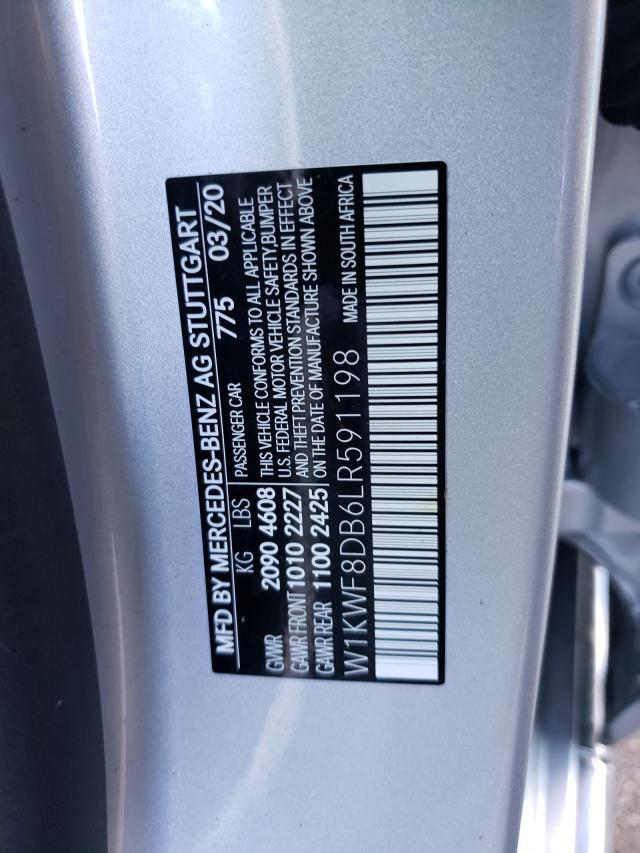 MFD BY MERCEDES-BENZ AG STUTTGART
KG LBS PASSENGER CAR 775 03/20
GVWR 2090 4608 THIS VEHICLE CONFORMS TO ALL APPLICABLE
GAWR FRONT 1010 2227 U.S. FEDERAL MOTOR VEHICLE SAFETY,BUMPER
GAWR REAR 1100 2425 AND THEFT PREVENTION STANDARDS IN EFFECT
ON THE DATE OF MANUFACTURE SHOWN ABOVE
W1KWF8DB6LR591198 MADE IN SOUTH AFRICA